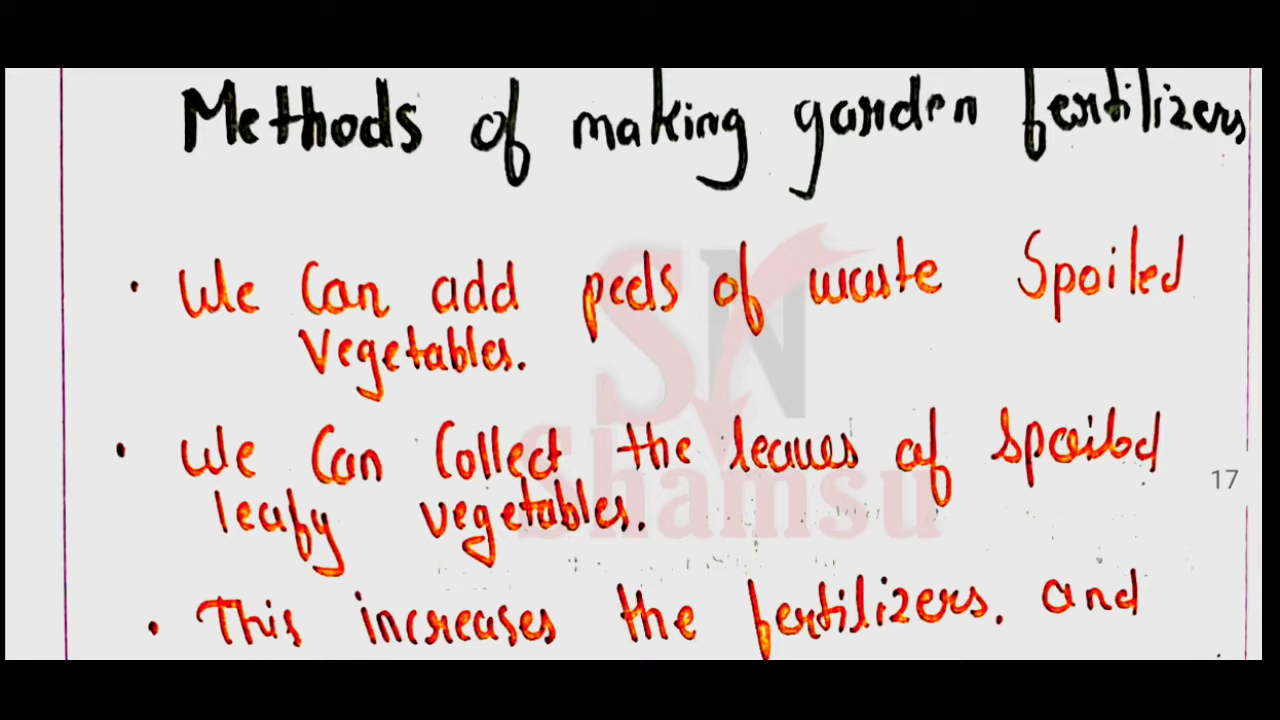 Methods of making garden fertilizers
• We Can add peels of waste Spoiled
Vegetables.
• We Can Collect the leaves of spoiled
leafy vegetables.
17
• This increases the fertilizers. and
SN
Shamsu